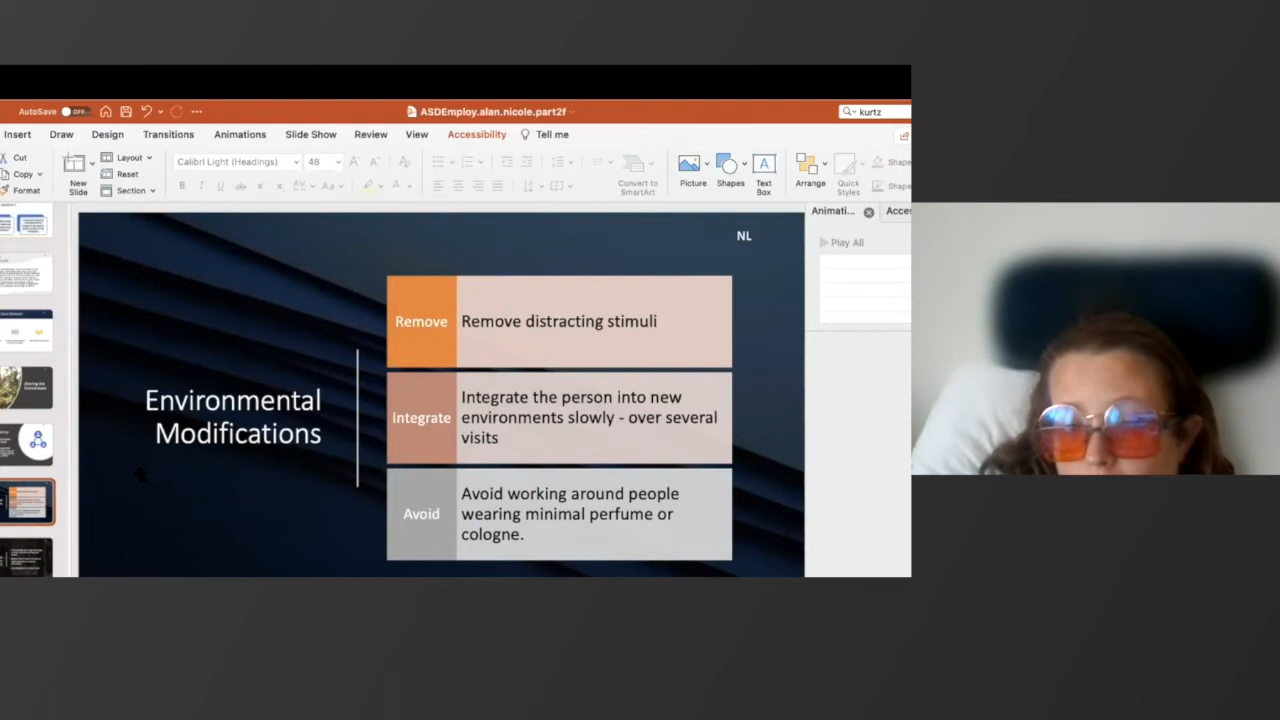 AutoSave OFF
ASDEmploy.alan.nicole.part2f
kurtz
Insert Draw Design Transitions Animations Slide Show Review View Accessibility Tell me
Cut
Copy
Format
New Slide
Layout
Reset
Section
Calibri Light (Headings) 48
Convert to SmartArt
Picture
Shapes
Text Box
Arrange
Quick Styles
Shape
Shape
Animati...
Acces
Play All
NL
Environmental
Modifications
Remove
Remove distracting stimuli
Integrate
Integrate the person into new
environments slowly - over several
visits
Avoid
Avoid working around people
wearing minimal perfume or
cologne.